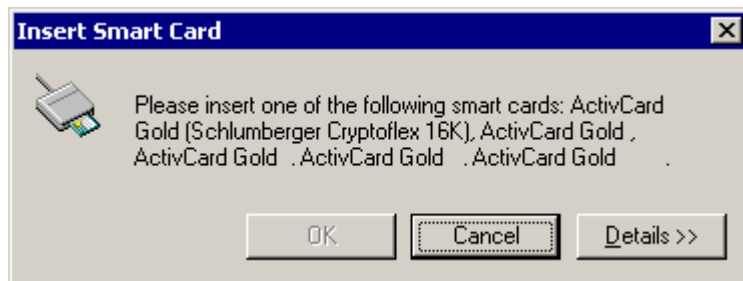 Insert Smart Card
Please insert one of the following smart cards: ActivCard
Gold (Schlumberger Cryptoflex 16K), ActivCard Gold ,
ActivCard Gold . ActivCard Gold . ActivCard Gold .
OK
Cancel
Details >>